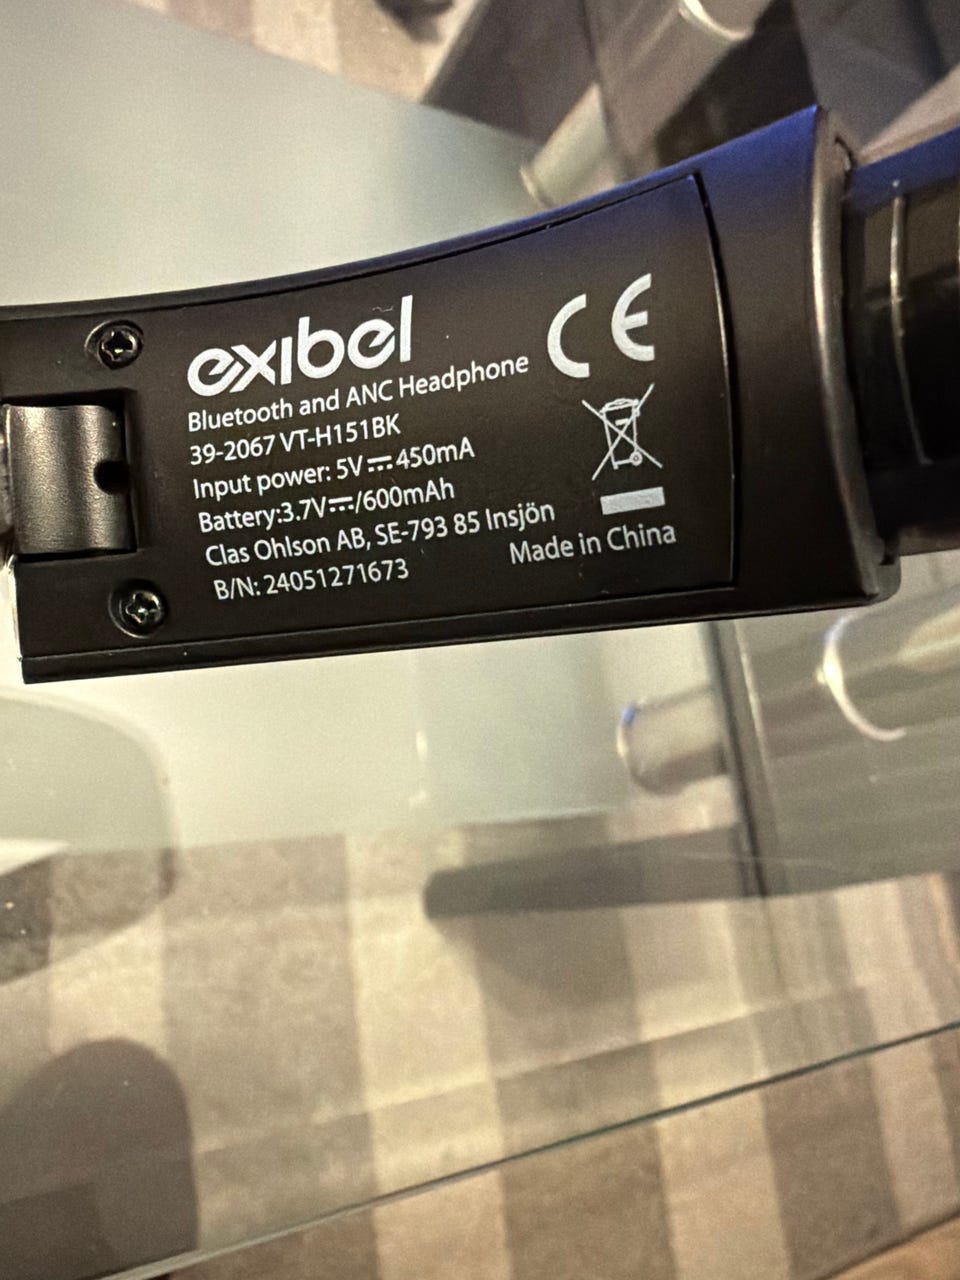 exibel
Bluetooth and ANC Headphone
39-2067 VT-H151BK
Input power: 5V⎓450mA
Battery:3.7V⎓/600mAh
Clas Ohlson AB, SE-793 85 Insjön
B/N: 24051271673
CE
Made in China